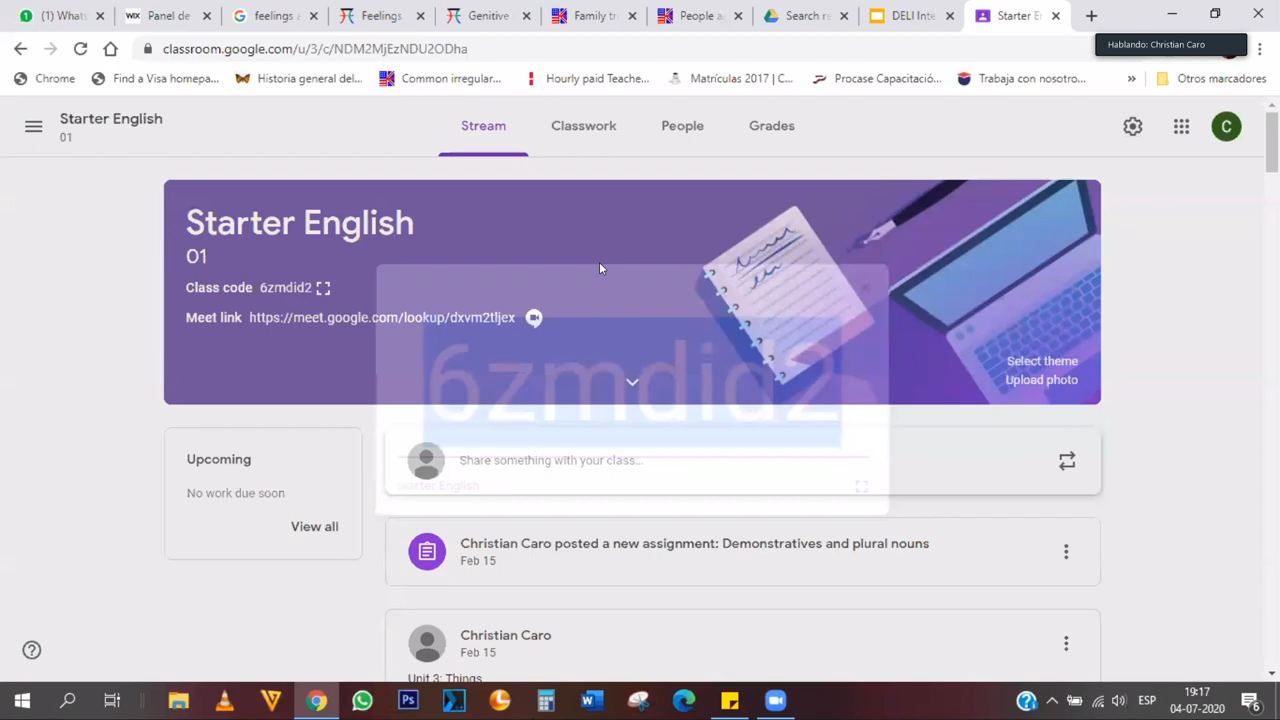 (1) Whats
Panel de
feelings a
Feelings
Genitive
Family tr
People
Search re
DELI Inte
Starter E
classroom.google.com/u/3/c/NDM2MjEzNDU2ODha
Hablando: Christian Caro
Chrome
Find a Visa homepa...
Historia general del...
Common irregular...
Hourly paid Teache...
Matrículas 2017 | C...
Procase Capacitació...
Trabaja con nosotro...
»
Otros marcadores
Starter English
01
Stream
Classwork
People
Grades
C
Starter English
01
Class code 6zmdid2
Meet link https://meet.google.com/lookup/dxvm2tljex
6zmdid2
Select theme
Upload photo
Upcoming
No work due soon
View all
Share something with your class...
Starter English
Christian Caro posted a new assignment: Demonstratives and plural nouns
Feb 15
Christian Caro
Feb 15
Unit 3: Things
ESP
19:17
04-07-2020
6